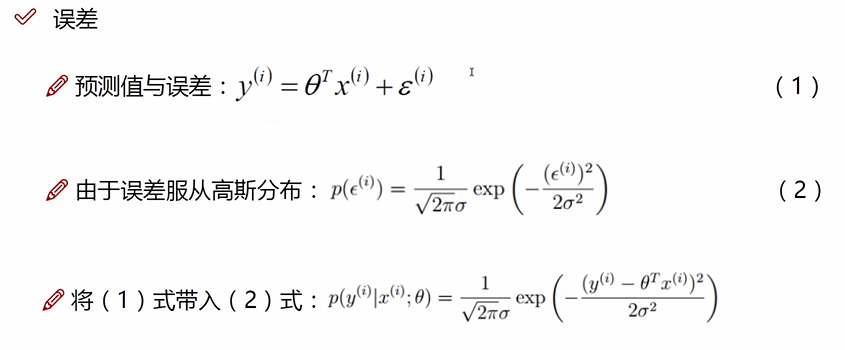 误差
预测值与误差：y^{(i)} = θ^T x^{(i)} + ε^{(i)} （1）
由于误差服从高斯分布：p(ϵ^{(i)}) = \frac{1}{\sqrt{2π}σ} exp(-\frac{(ϵ^{(i)})^2}{2σ^2}) （2）
将（1）式带入（2）式：p(y^{(i)}|x^{(i)};θ) = \frac{1}{\sqrt{2π}σ} exp(-\frac{(y^{(i)} - θ^T x^{(i)})^2}{2σ^2})